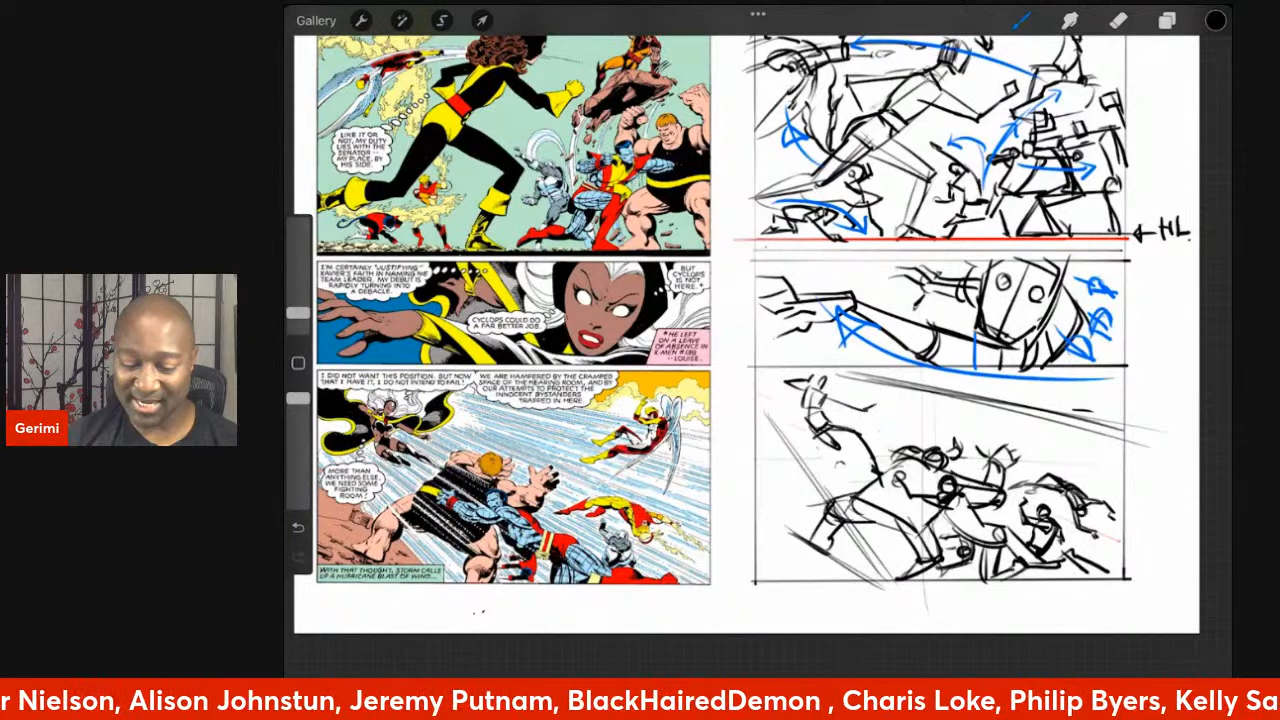 Gallery
LIKE IT OR
NOT, MY DUTY
LIES WITH THE
SENATOR --
MY PLACE, BY
HIS SIDE.
HL
I'M CERTAINLY "JUSTIFYING"
XAVIER'S FAITH IN NAMING ME
TEAM LEADER. MY DEBUT IS
RAPIDLY TURNING INTO
A DEBACLE.
CYCLOPS COULD DO
A FAR BETTER JOB.
BUT
CYCLOPS
IS NOT
HERE.*
*HE LEFT
ON A LEAVE
OF ABSENCE IN
X-MEN #138
--LOUISE.
I DID NOT WANT THIS POSITION. BUT NOW
THAT I HAVE IT, I DO NOT INTEND TO FAIL!
WE ARE HAMPERED BY THE CRAMPED
SPACE OF THE HEARING ROOM, AND BY
OUR ATTEMPTS TO PROTECT THE
INNOCENT BYSTANDERS
TRAPPED IN HERE.
MORE THAN
ANYTHING ELSE,
WE NEED SOME
FIGHTING
ROOM!
WITH THAT THOUGHT, STORM CALLS
UP A HURRICANE BLAST OF WIND...
Gerimi
r Nielson, Alison Johnstun, Jeremy Putnam, BlackHairedDemon , Charis Loke, Philip Byers, Kelly Sa